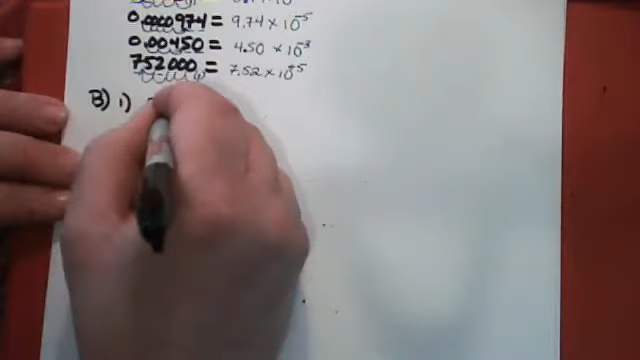 0.0000974 = 9.74 × 10⁻⁵
0.00450 = 4.50 × 10⁻³
752000 = 7.52 × 10⁺⁵
B) 1)